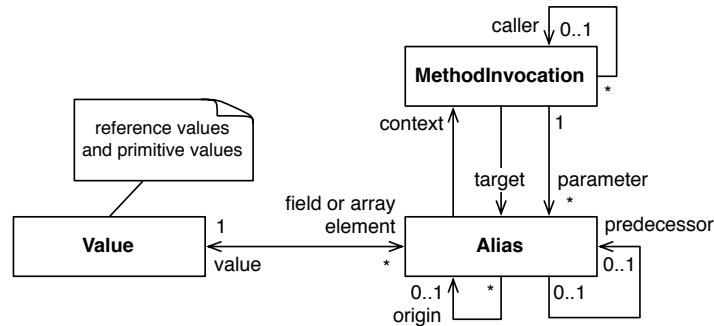 caller
0..1
MethodInvocation
*
reference values
and primitive values
context
1
target
parameter
*
field or array
element
predecessor
1
Value
Alias
value
*
0..1
0..1
*
0..1
origin